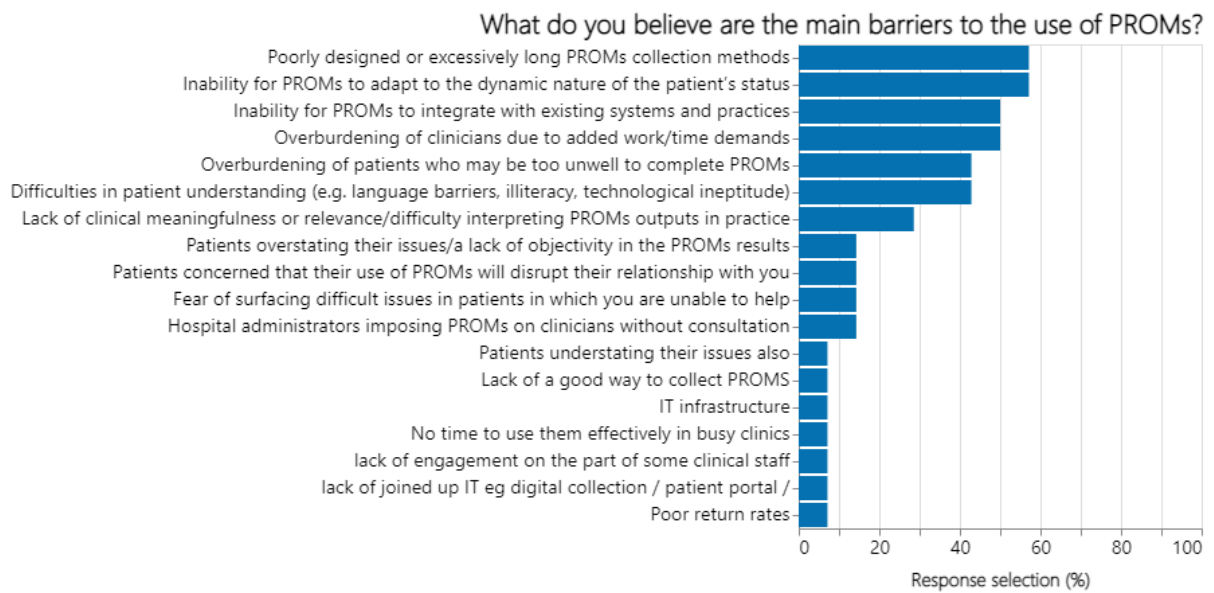 What do you believe are the main barriers to the use of PROMs?
Poorly designed or excessively long PROMs collection methods
Inability for PROMs to adapt to the dynamic nature of the patient's status
Inability for PROMs to integrate with existing systems and practices
Overburdening of clinicians due to added work/time demands
Overburdening of patients who may be too unwell to complete PROMs
Difficulties in patient understanding (e.g. language barriers, illiteracy, technological ineptitude)
Lack of clinical meaningfulness or relevance/difficulty interpreting PROMs outputs in practice
Patients overstating their issues/a lack of objectivity in the PROMs results
Patients concerned that their use of PROMs will disrupt their relationship with you
Fear of surfacing difficult issues in patients in which you are unable to help
Hospital administrators imposing PROMs on clinicians without consultation
Patients understating their issues also
Lack of a good way to collect PROMS
IT infrastructure
No time to use them effectively in busy clinics
lack of engagement on the part of some clinical staff
lack of joined up IT eg digital collection / patient portal /
Poor return rates
0 20 40 60 80 100
Response selection (%)